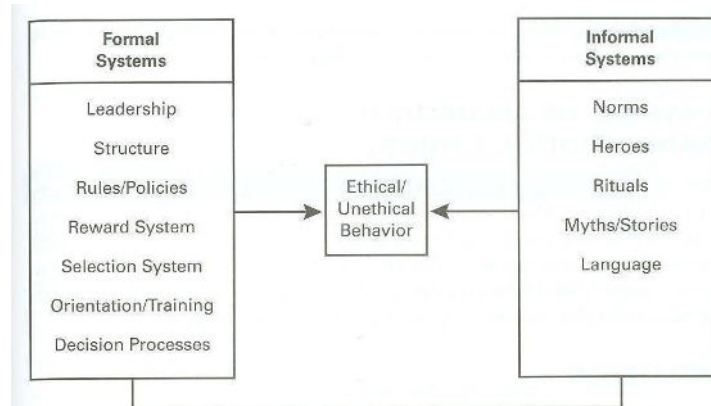 Formal
Systems
Leadership
Structure
Rules/Policies
Reward System
Selection System
Orientation/Training
Decision Processes
Ethical/
Unethical
Behavior
Informal
Systems
Norms
Heroes
Rituals
Myths/Stories
Language